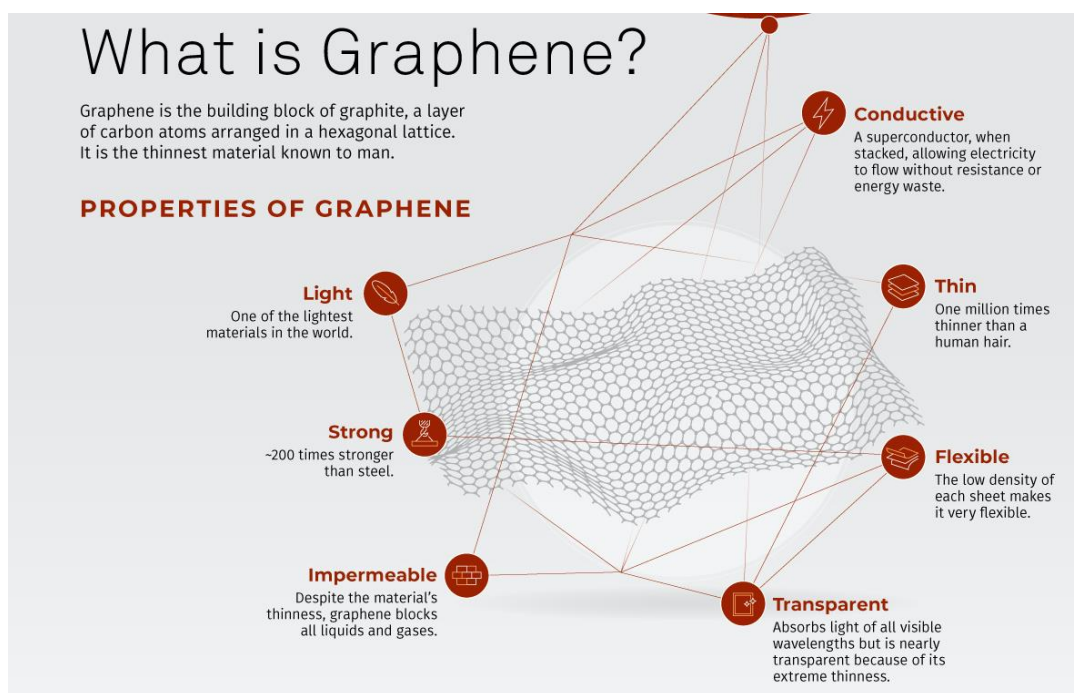 What is Graphene?
Graphene is the building block of graphite, a layer
of carbon atoms arranged in a hexagonal lattice.
It is the thinnest material known to man.
PROPERTIES OF GRAPHENE
Conductive
A superconductor, when
stacked, allowing electricity
to flow without resistance or
energy waste.
Light
One of the lightest
materials in the world.
Thin
One million times
thinner than a
human hair.
Strong
~200 times stronger
than steel.
Flexible
The low density of
each sheet makes
it very flexible.
Impermeable
Despite the material's
thinness, graphene blocks
all liquids and gases.
Transparent
Absorbs light of all visible
wavelengths but is nearly
transparent because of its
extreme thinness.